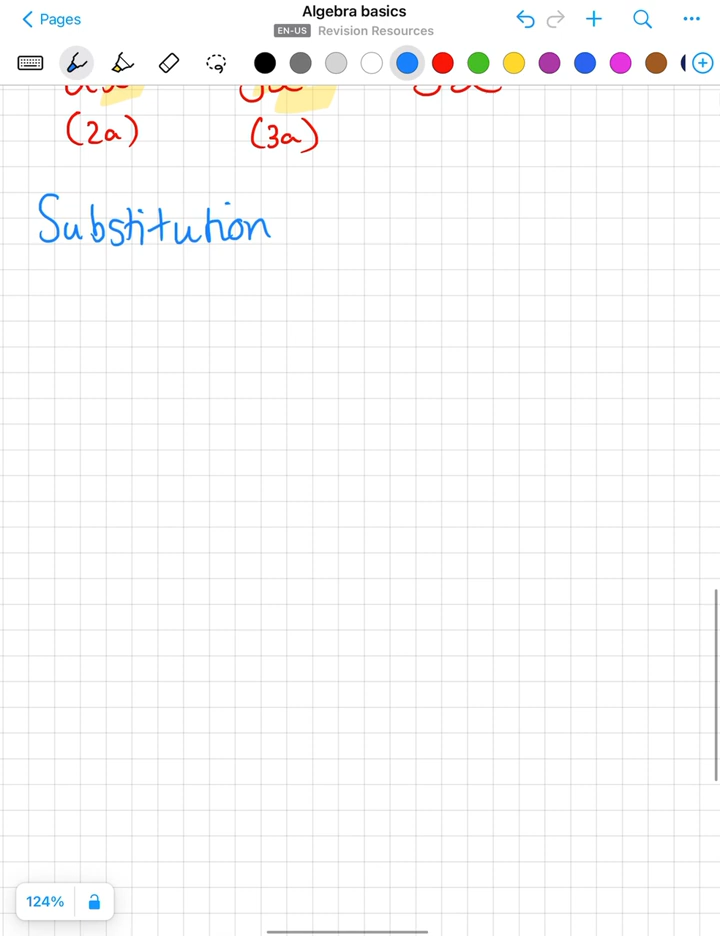 Pages
Algebra basics
EN-US Revision Resources
(2a) (3a)
Substitution
124%